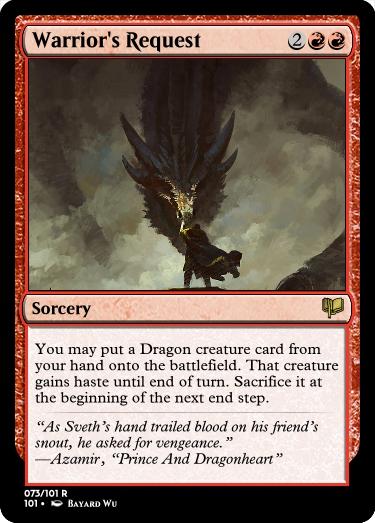 Warrior's Request 2
Sorcery
You may put a Dragon creature card from
your hand onto the battlefield. That creature
gains haste until end of turn. Sacrifice it at
the beginning of the next end step.
“As Sveth's hand trailed blood on his friend's
snout, he asked for vengeance.”
—Azamir, “Prince And Dragonheart”
073/101 R
101 • Bayard Wu